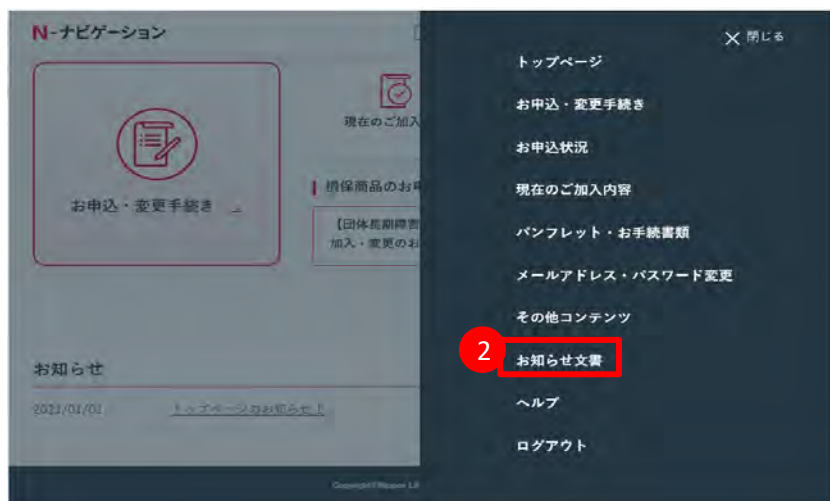 N-ナビゲーション
閉じる
現在のご加入
お申込・変更手続き
損保商品のお申
【団体長期障害
加入・変更のお
お知らせ
2021/01/01
トップページのお知らせ!
トップページ
お申込・変更手続き
お申込状況
現在のご加入内容
パンフレット・お手続書類
メールアドレス・パスワード変更
その他コンテンツ
2 お知らせ文書
ヘルプ
ログアウト
Copyright Nippon